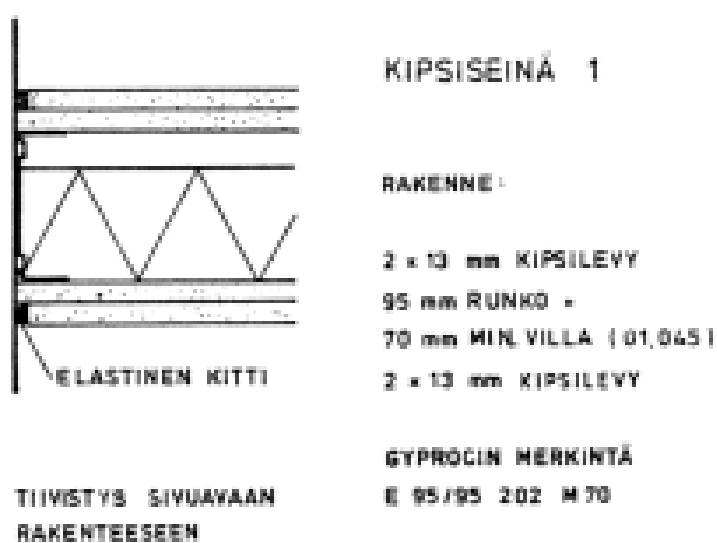 KIPSISEINÄ 1
RAKENNE:
2 x 13 mm KIPSILEVY
95 mm RUNKO +
70 mm MIN. VILLA (01,045)
2 x 13 mm KIPSILEVY
ELASTINEN KITTI
GYPROCIN MERKINTÄ
E 95/95 202 M 70
TIIVISTYS SIVUAVAAN
RAKENTEESEEN